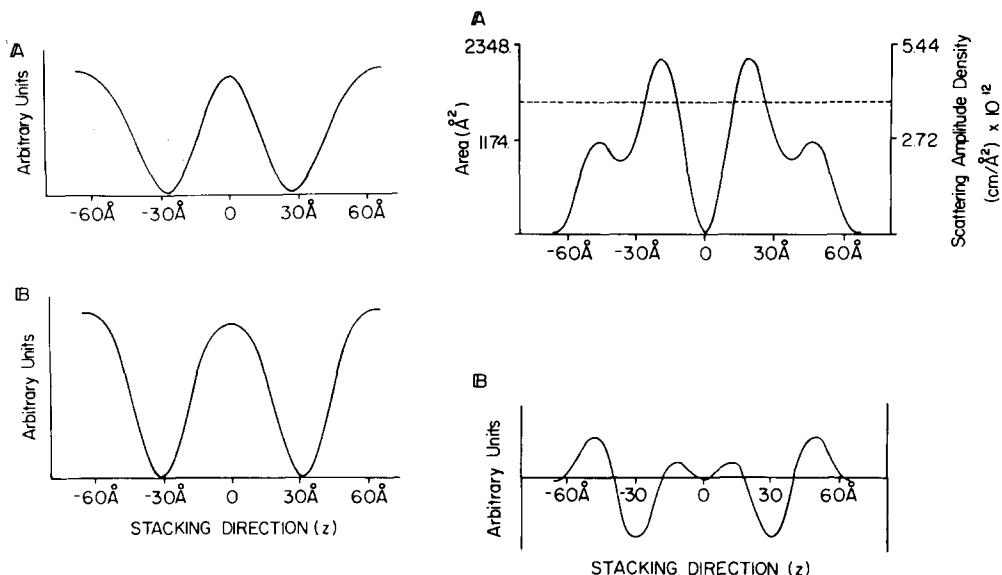 A
Arbitrary Units
-60Å -30Å 0 30Å 60Å
B
Arbitrary Units
-60Å -30Å 0 30Å 60Å
STACKING DIRECTION (z)
A
2348.
1174.
Area (Å²)
5.44
2.72
Scattering Amplitude Density
(cm/Å²) x 10¹²
-60Å -30Å 0 30Å 60Å
B
Arbitrary Units
-60Å -30 0 30 60Å
STACKING DIRECTION (z)